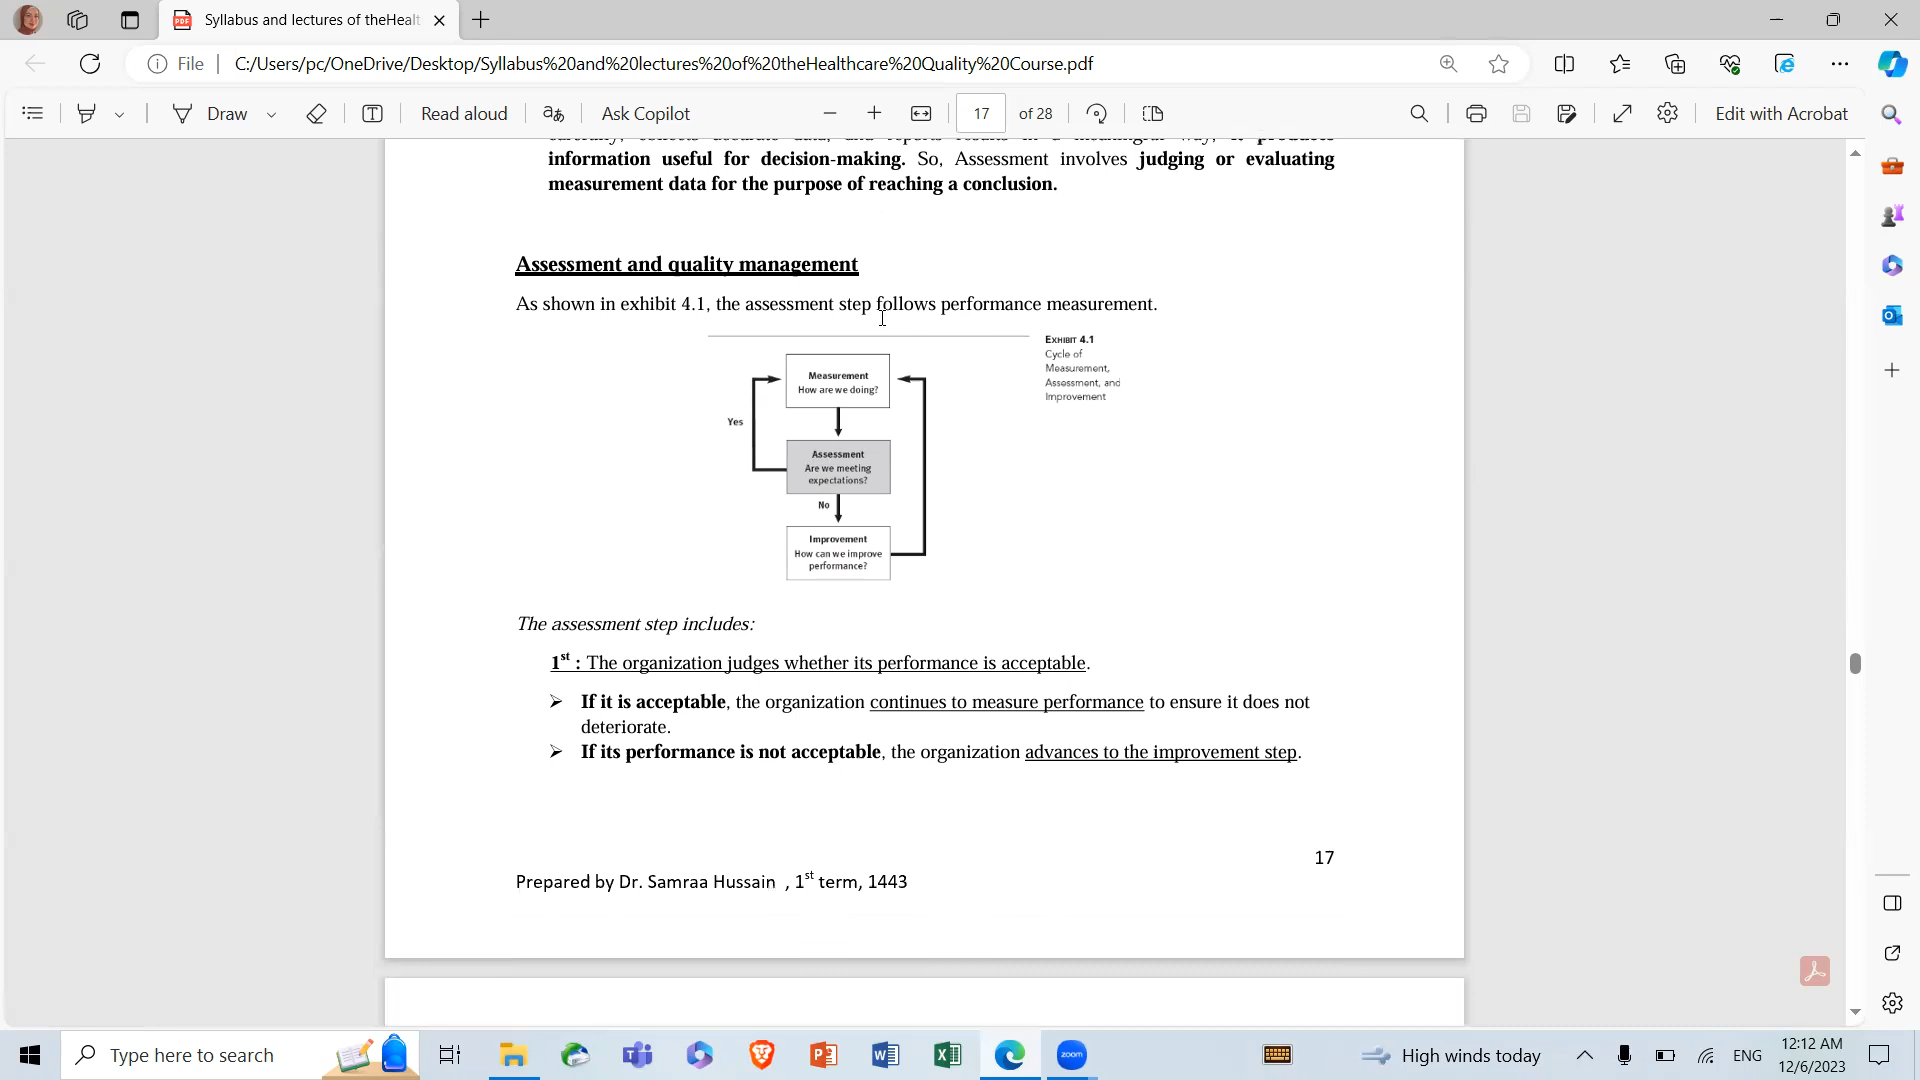 Syllabus and lectures of theHealt
File
C:/Users/pc/OneDrive/Desktop/Syllabus%20and%20lectures%20of%20theHealthcare%20Quality%20Course.pdf
Draw
Read aloud
Ask Copilot
17
of 28
Edit with Acrobat
information useful for decision-making. So, Assessment involves judging or evaluating
measurement data for the purpose of reaching a conclusion.
Assessment and quality management
As shown in exhibit 4.1, the assessment step follows performance measurement.
EXHIBIT 4.1
Cycle of
Measurement,
Assessment, and
Improvement
Measurement
How are we doing?
Yes
Assessment
Are we meeting
expectations?
No
Improvement
How can we improve
performance?
The assessment step includes:
1st : The organization judges whether its performance is acceptable.
➢ If it is acceptable, the organization continues to measure performance to ensure it does not
deteriorate.
➢ If its performance is not acceptable, the organization advances to the improvement step.
17
Prepared by Dr. Samraa Hussain , 1st term, 1443
Type here to search
zoom
High winds today
ENG
12:12 AM
12/6/2023